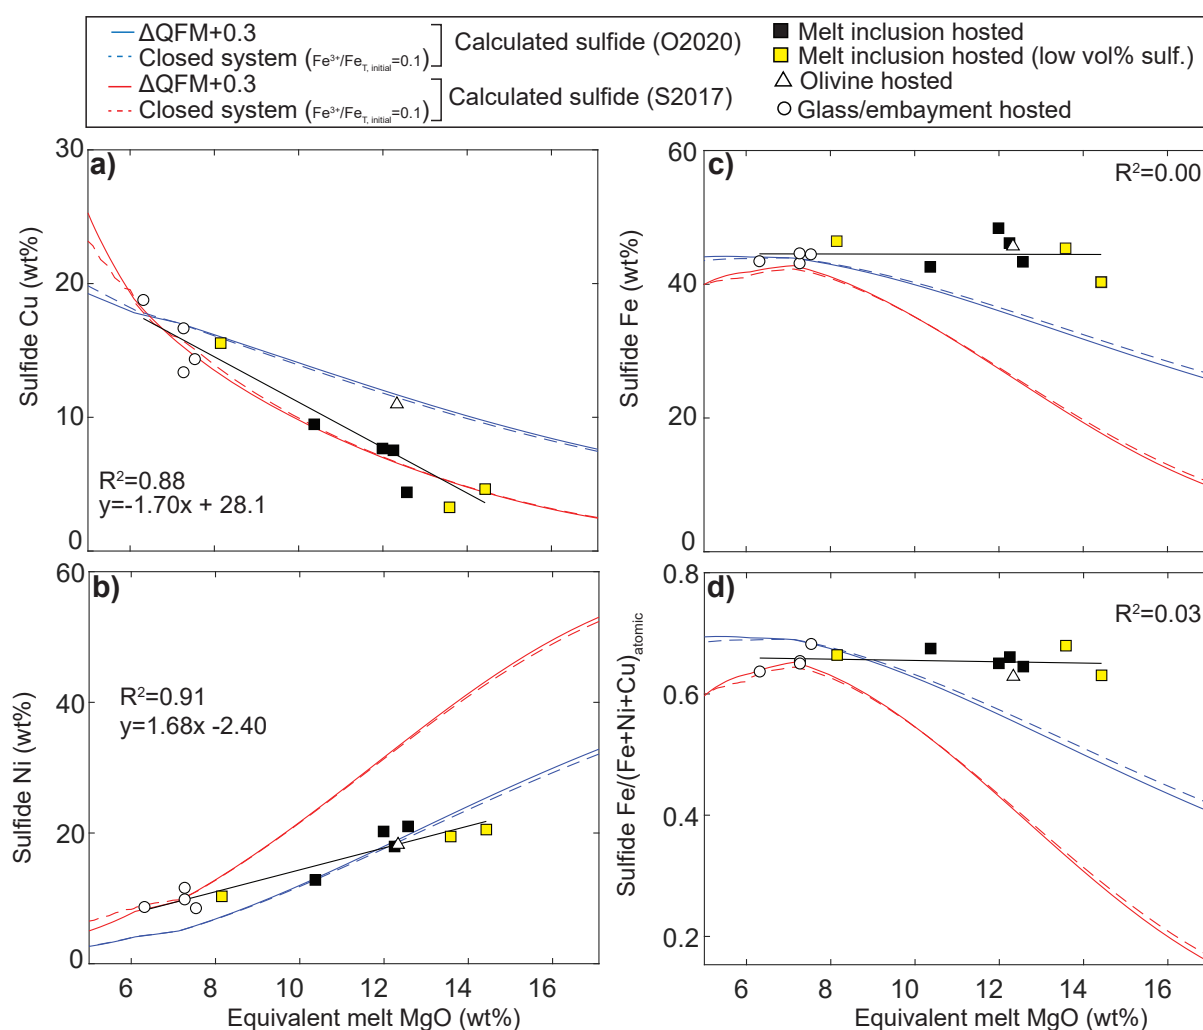 ΔQFM+0.3
Closed system (Fe³⁺/Fe_T, initial=0.1)
Calculated sulfide (O2020)
ΔQFM+0.3
Closed system (Fe³⁺/Fe_T, initial=0.1)
Calculated sulfide (S2017)
Melt inclusion hosted
Melt inclusion hosted (low vol% sulf.)
Olivine hosted
Glass/embayment hosted
a)
30
20
10
0
Sulfide Cu (wt%)
R²=0.88
y=-1.70x + 28.1
c)
R²=0.00
60
40
20
0
Sulfide Fe (wt%)
b)
60
40
20
0
Sulfide Ni (wt%)
R²=0.91
y=1.68x -2.40
6 8 10 12 14 16
Equivalent melt MgO (wt%)
d)
R²=0.03
0.8
0.6
0.4
0.2
Sulfide Fe/(Fe+Ni+Cu)atomic
6 8 10 12 14 16
Equivalent melt MgO (wt%)